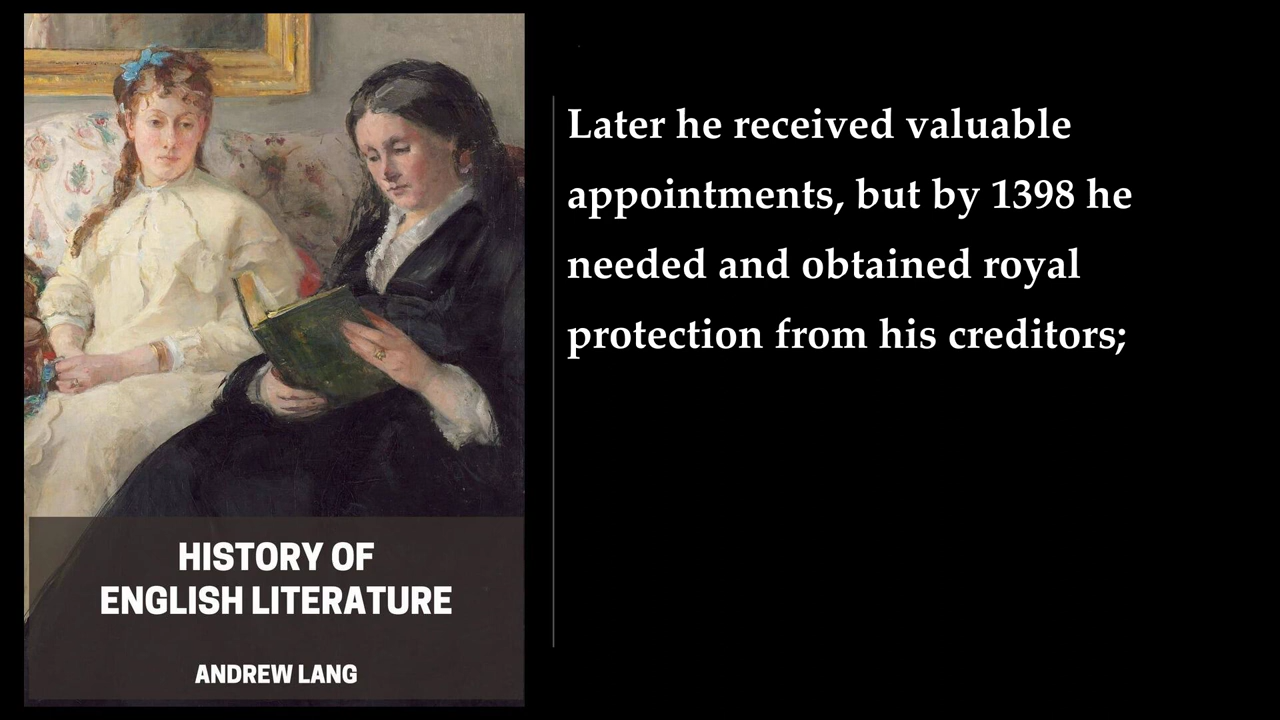 HISTORY OF
ENGLISH LITERATURE
ANDREW LANG
Later he received valuable
appointments, but by 1398 he
needed and obtained royal
protection from his creditors;